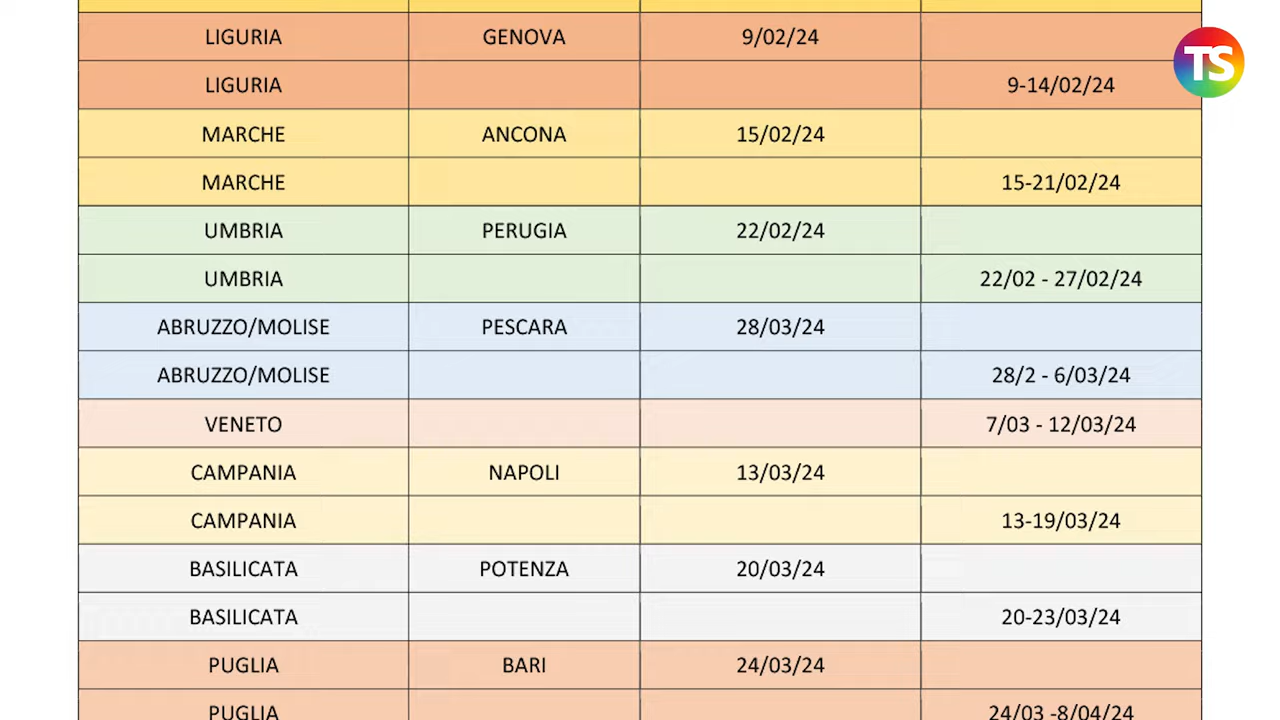 LIGURIA GENOVA 9/02/24
TS
LIGURIA 9-14/02/24
MARCHE ANCONA 15/02/24
MARCHE 15-21/02/24
UMBRIA PERUGIA 22/02/24
UMBRIA 22/02 - 27/02/24
ABRUZZO/MOLISE PESCARA 28/03/24
ABRUZZO/MOLISE 28/2 - 6/03/24
VENETO 7/03 - 12/03/24
CAMPANIA NAPOLI 13/03/24
CAMPANIA 13-19/03/24
BASILICATA POTENZA 20/03/24
BASILICATA 20-23/03/24
PUGLIA BARI 24/03/24
PUGLIA 24/03 -8/04/24